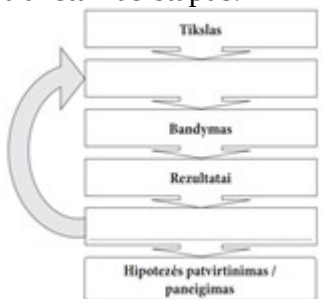 Tikslas
Bandymas
Rezultatai
Hipotezės patvirtinimas /
paneigimas